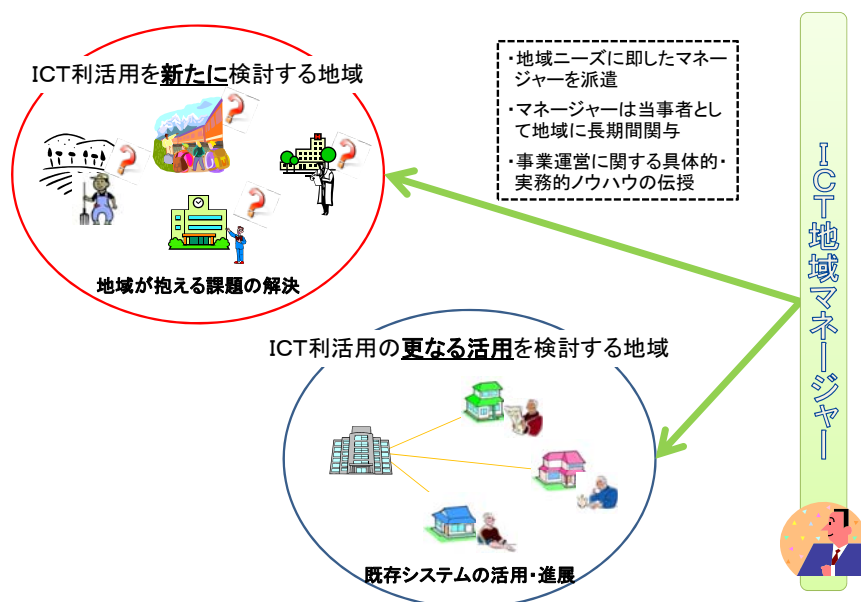 ICT利活用を新たに検討する地域
地域が抱える課題の解決
・地域ニーズに即したマネー
ジャーを派遣
・マネージャーは当事者とし
て地域に長期間関与
・事業運営に関する具体的・
実務的ノウハウの伝授
ICT利活用の更なる活用を検討する地域
既存システムの活用・進展
ICT地域マネージャー